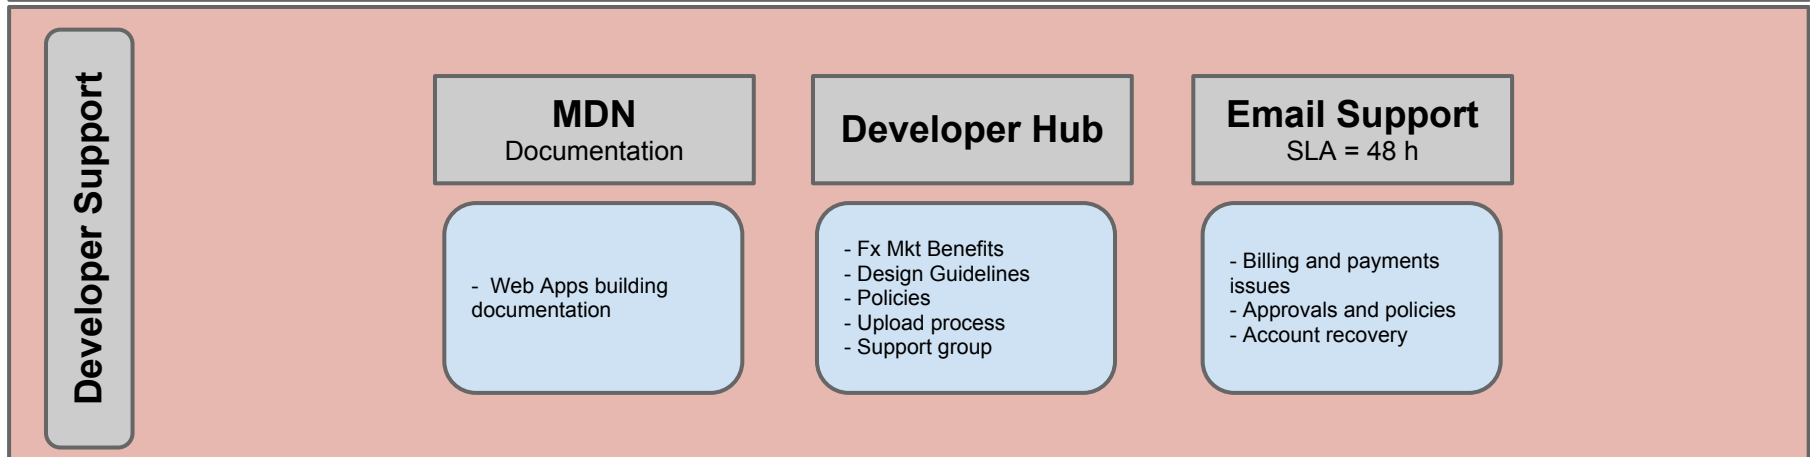 Developer Support
MDN
Documentation
Developer Hub
Email Support
SLA = 48 h
- Web Apps building
documentation
- Fx Mkt Benefits
- Design Guidelines
- Policies
- Upload process
- Support group
- Billing and payments
issues
- Approvals and policies
- Account recovery